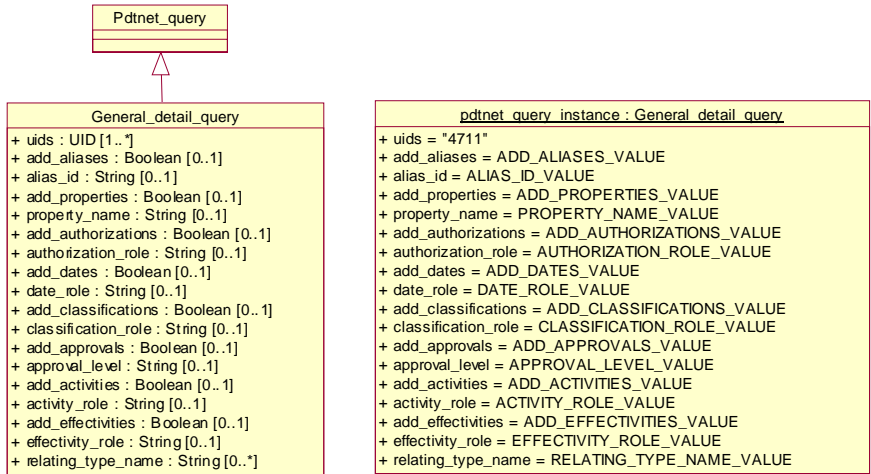 Pdtnet_query
General_detail_query
+ uids : UID [1..*]
+ add_aliases : Boolean [0..1]
+ alias_id : String [0..1]
+ add_properties : Boolean [0..1]
+ property_name : String [0..1]
+ add_authorizations : Boolean [0..1]
+ authorization_role : String [0..1]
+ add_dates : Boolean [0..1]
+ date_role : String [0..1]
+ add_classifications : Boolean [0..1]
+ classification_role : String [0..1]
+ add_approvals : Boolean [0..1]
+ approval_level : String [0..1]
+ add_activities : Boolean [0..1]
+ activity_role : String [0..1]
+ add_effectivities : Boolean [0..1]
+ effectivity_role : String [0..1]
+ relating_type_name : String [0..*]
pdtnet_query_instance : General_detail_query
+ uids = "4711"
+ add_aliases = ADD_ALIASES_VALUE
+ alias_id = ALIAS_ID_VALUE
+ add_properties = ADD_PROPERTIES_VALUE
+ property_name = PROPERTY_NAME_VALUE
+ add_authorizations = ADD_AUTHORIZATIONS_VALUE
+ authorization_role = AUTHORIZATION_ROLE_VALUE
+ add_dates = ADD_DATES_VALUE
+ date_role = DATE_ROLE_VALUE
+ add_classifications = ADD_CLASSIFICATIONS_VALUE
+ classification_role = CLASSIFICATION_ROLE_VALUE
+ add_approvals = ADD_APPROVALS_VALUE
+ approval_level = APPROVAL_LEVEL_VALUE
+ add_activities = ADD_ACTIVITIES_VALUE
+ activity_role = ACTIVITY_ROLE_VALUE
+ add_effectivities = ADD_EFFECTIVITIES_VALUE
+ effectivity_role = EFFECTIVITY_ROLE_VALUE
+ relating_type_name = RELATING_TYPE_NAME_VALUE